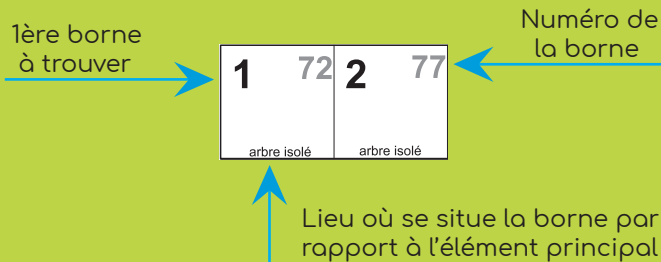 1ère borne
à trouver
Numéro de
la borne
1 72 2 77
arbre isolé arbre isolé
Lieu où se situe la borne par
rapport à l'élément principal